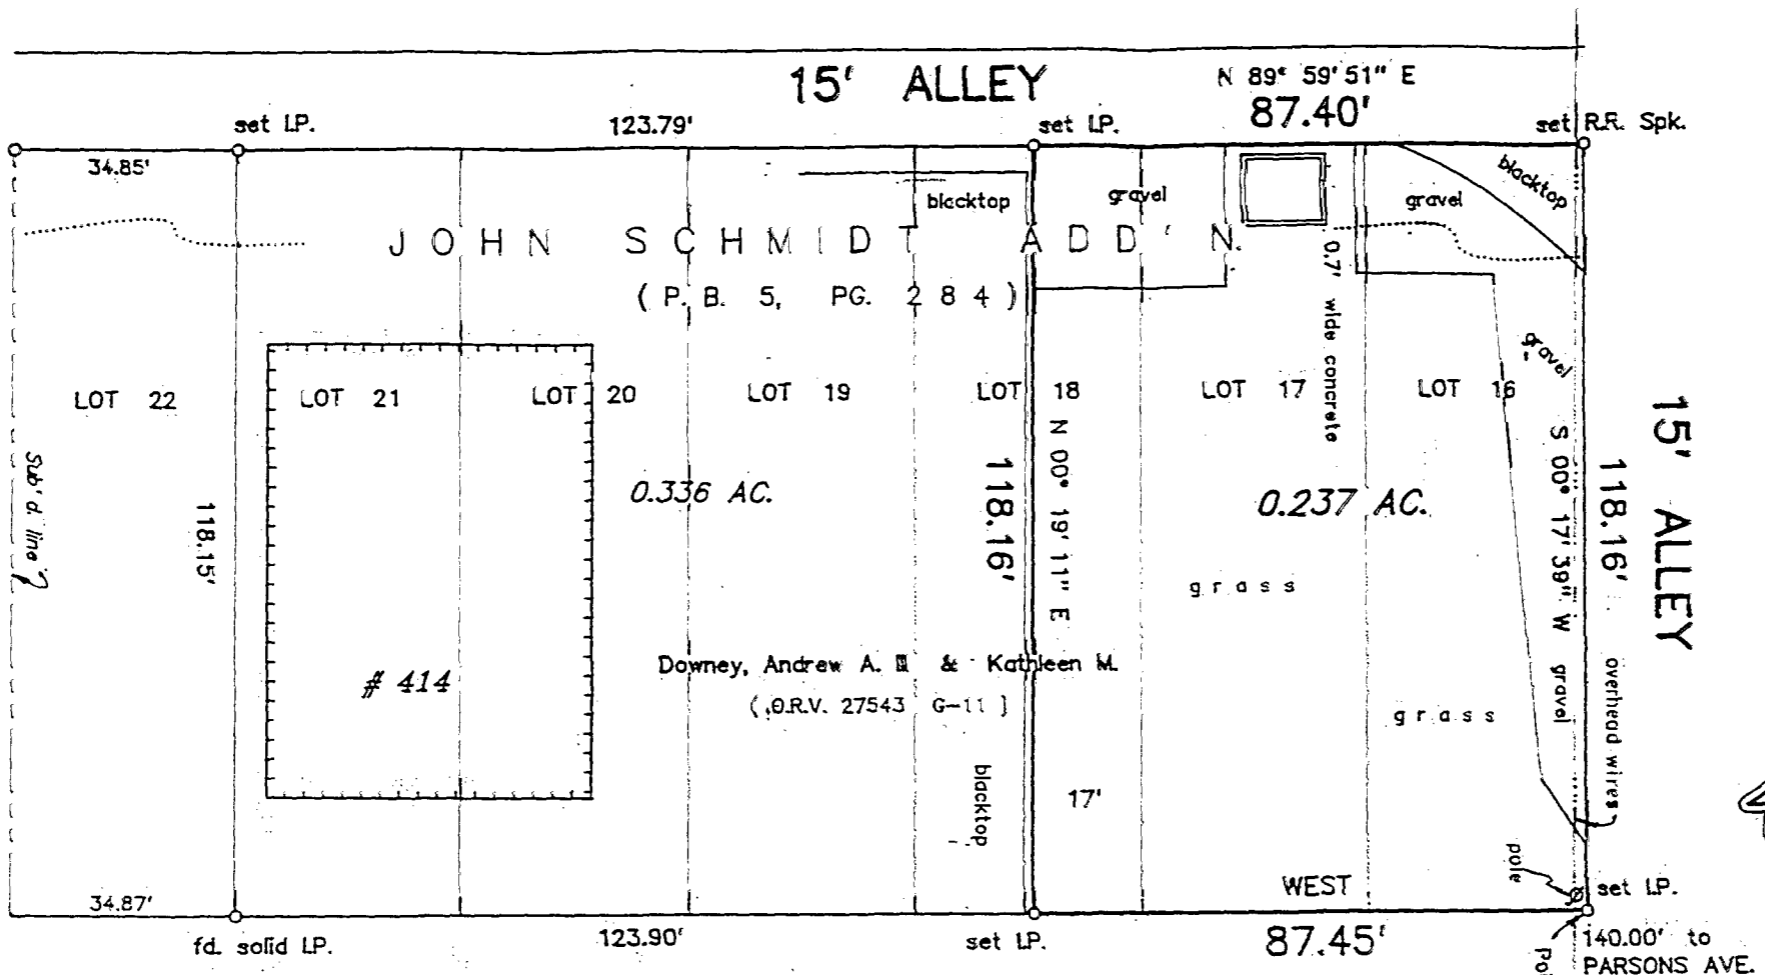 15' ALLEY
N 89° 59' 51" E
87.40'
set I.P.
123.79'
set I.P.
set R.R. Spk.
34.85'
blacktop
gravel
gravel
blacktop
JOHN SCHMIDT ADD'N.
( P. B. 5, PG. 284 )
0.7' wide concrete
gravel
LOT 22
LOT 21
LOT 20
LOT 19
LOT 18
LOT 17
LOT 16
15' ALLEY
Sub'd. line
118.15'
0.336 AC.
118.16'
N 00° 19' 11" E
0.237 AC.
S 00° 17' 39" W
118.16'
grass
# 414
Downey, Andrew A. III & Kathleen M.
( O.R.V. 27543 G-11 )
grass
gravel
overhead wires
blacktop
17'
pole
WEST
set I.P.
34.87'
fd. solid I.P.
123.90'
set I.P.
87.45'
140.00' to
PARSONS AVE.